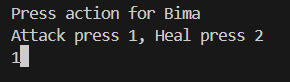 Press action for Bima
Attack press 1, Heal press 2
1